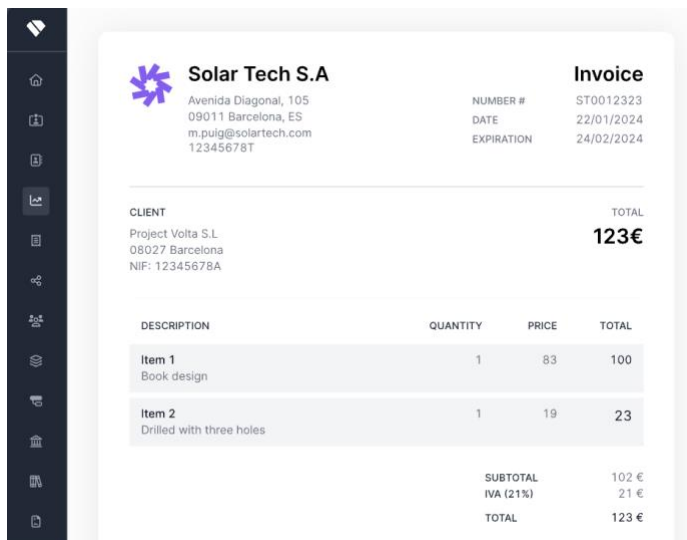 Solar Tech S.A
Avenida Diagonal, 105
09011 Barcelona, ES
m.puig@solartech.com
12345678T
Invoice
NUMBER # ST0012323
DATE 22/01/2024
EXPIRATION 24/02/2024
CLIENT
Project Volta S.L
08027 Barcelona
NIF: 12345678A
TOTAL
123€
DESCRIPTION QUANTITY PRICE TOTAL
Item 1 1 83 100
Book design
Item 2 1 19 23
Drilled with three holes
SUBTOTAL 102 €
IVA (21%) 21 €
TOTAL 123 €